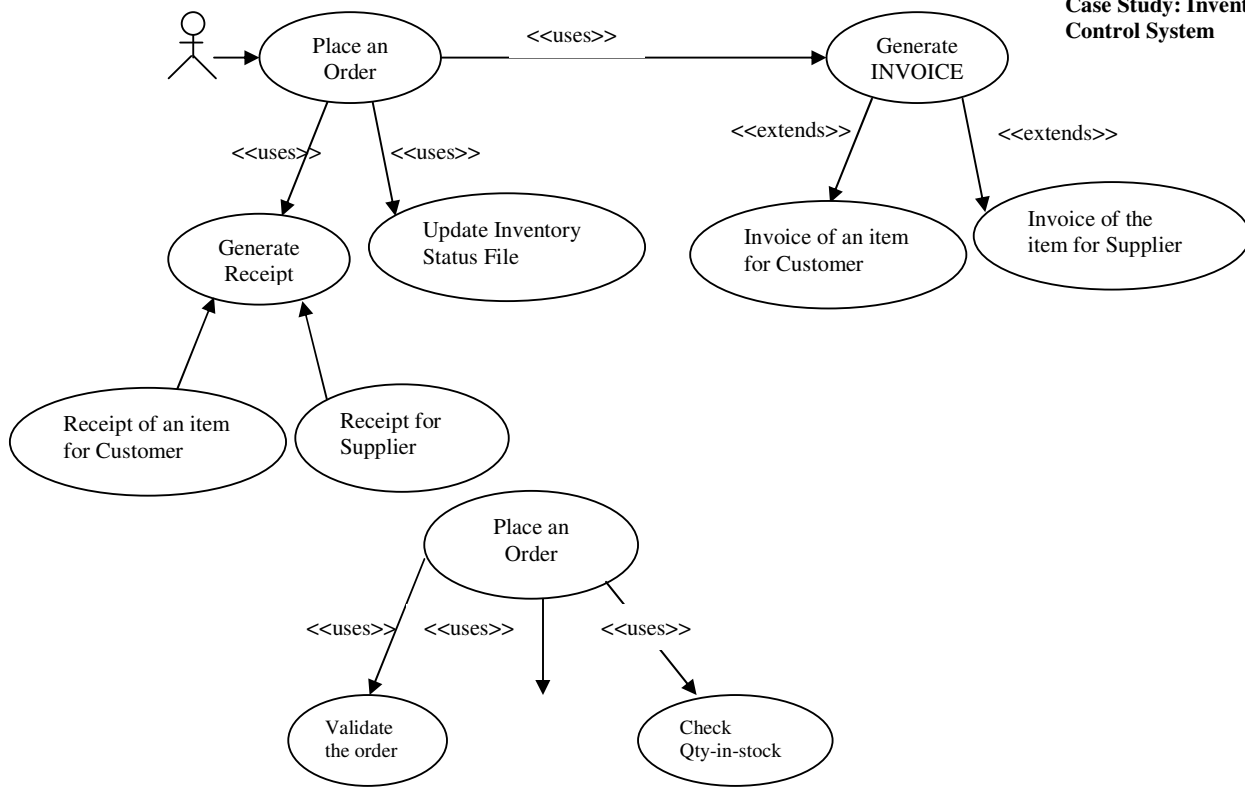 Case Study: Invent
Control System
Place an
Order
<<uses>>
Generate
INVOICE
<<uses>>
<<uses>>
<<extends>>
<<extends>>
Generate
Receipt
Update Inventory
Status File
Invoice of an item
for Customer
Invoice of the
item for Supplier
Receipt of an item
for Customer
Receipt for
Supplier
Place an
Order
<<uses>>
<<uses>>
<<uses>>
Validate
the order
Check
Qty-in-stock